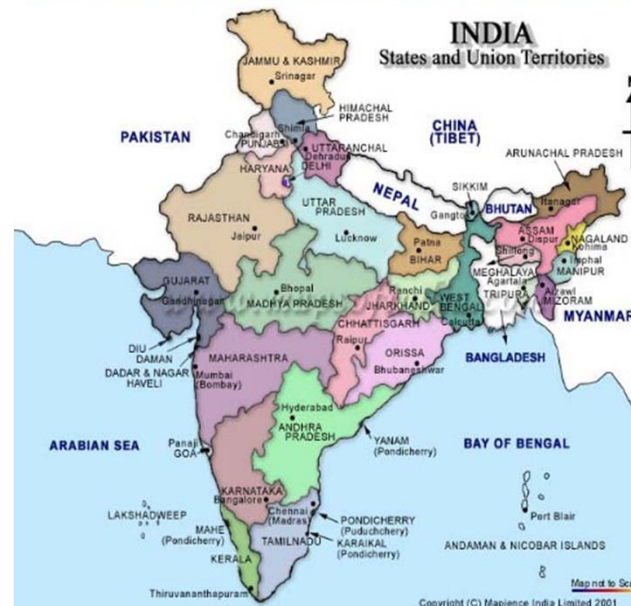 INDIA
States and Union Territories
JAMMU & KASHMIR
Srinagar
HIMACHAL
PRADESH
PAKISTAN
CHINA
(TIBET)
Chandigarh
Shimla
PUNJAB
UTTARANCHAL
Dehradun
HARYANA
DELHI
ARUNACHAL PRADESH
NEPAL
SIKKIM
Itanagar
Gangtok
BHUTAN
RAJASTHAN
Jaipur
UTTAR
PRADESH
Lucknow
ASSAM
Dispur
NAGALAND
Kohima
Patna
BIHAR
Shillong
MEGHALAYA
Imphal
MANIPUR
Agartala
TRIPURA
Aizawl
MIZORAM
GUJARAT
Gandhinagar
Bhopal
MADHYA PRADESH
Ranchi
JHARKHAND
WEST
BENGAL
Calcutta
MYANMAR
CHHATTISGARH
Raipur
DIU
DAMAN
DADAR & NAGAR
HAVELI
MAHARASHTRA
Mumbai
(Bombay)
ORISSA
Bhubaneshwar
BANGLADESH
Hyderabad
ANDHRA
PRADESH
ARABIAN SEA
Panaji
GOA
YANAM
(Pondicherry)
BAY OF BENGAL
KARNATAKA
Bangalore
Chennai
(Madras)
LAKSHADWEEP
MAHE
(Pondicherry)
PONDICHERRY
(Puduchchery)
KARAIKAL
(Pondicherry)
TAMILNADU
KERALA
Port Blair
ANDAMAN & NICOBAR ISLANDS
Thiruvananthapuram
Map not to Sc
Copyright (C) Mapience India Limited 2001